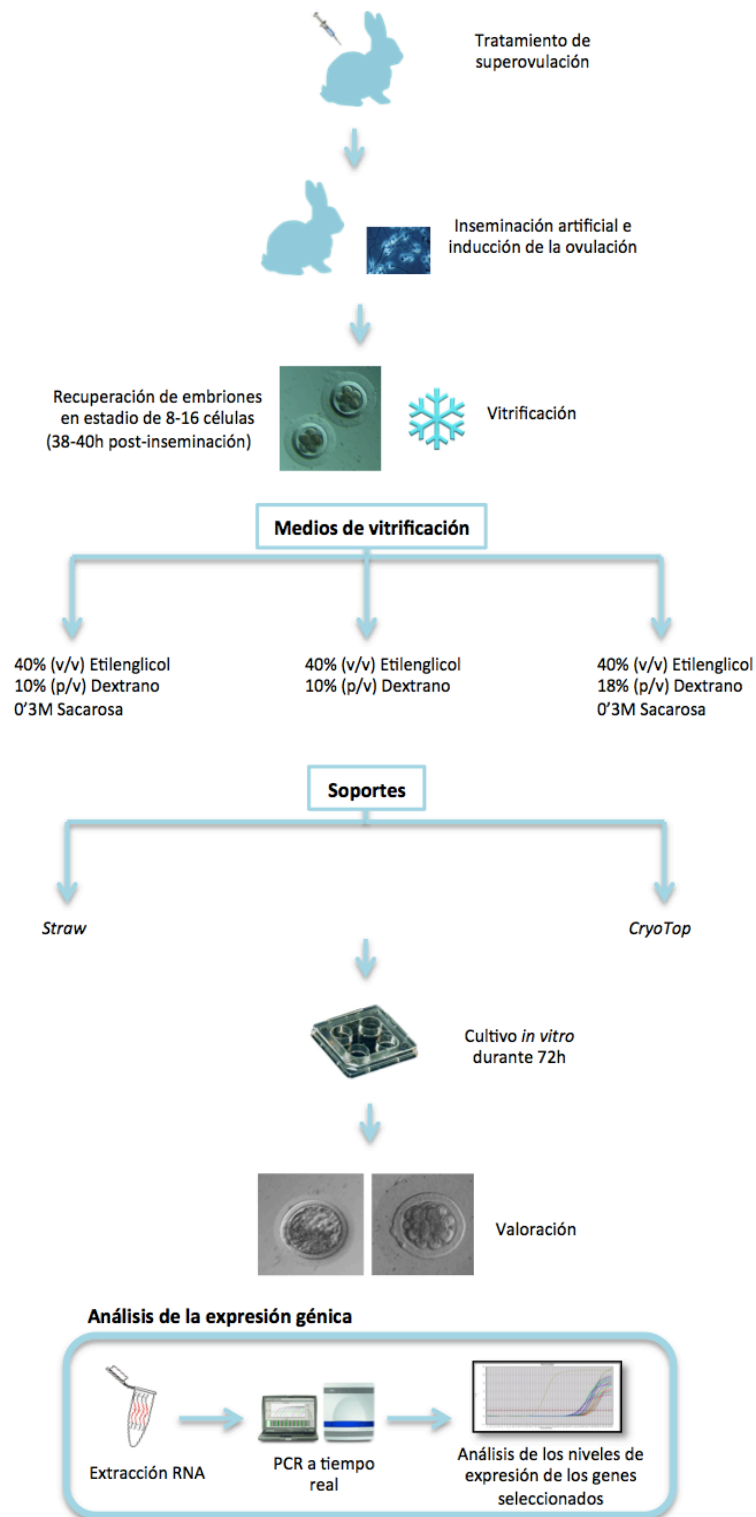 Tratamiento de
superovulación
Inseminación artificial e
inducción de la ovulación
Recuperación de embriones
en estadio de 8-16 células
(38-40h post-inseminación)
Vitrificación
Medios de vitrificación
40% (v/v) Etilenglicol
10% (p/v) Dextrano
0'3M Sacarosa
40% (v/v) Etilenglicol
10% (p/v) Dextrano
40% (v/v) Etilenglicol
18% (p/v) Dextrano
0'3M Sacarosa
Soportes
Straw
CryoTop
Cultivo in vitro
durante 72h
Valoración
Análisis de la expresión génica
Extracción RNA
PCR a tiempo
real
Análisis de los niveles de
expresión de los genes
seleccionados